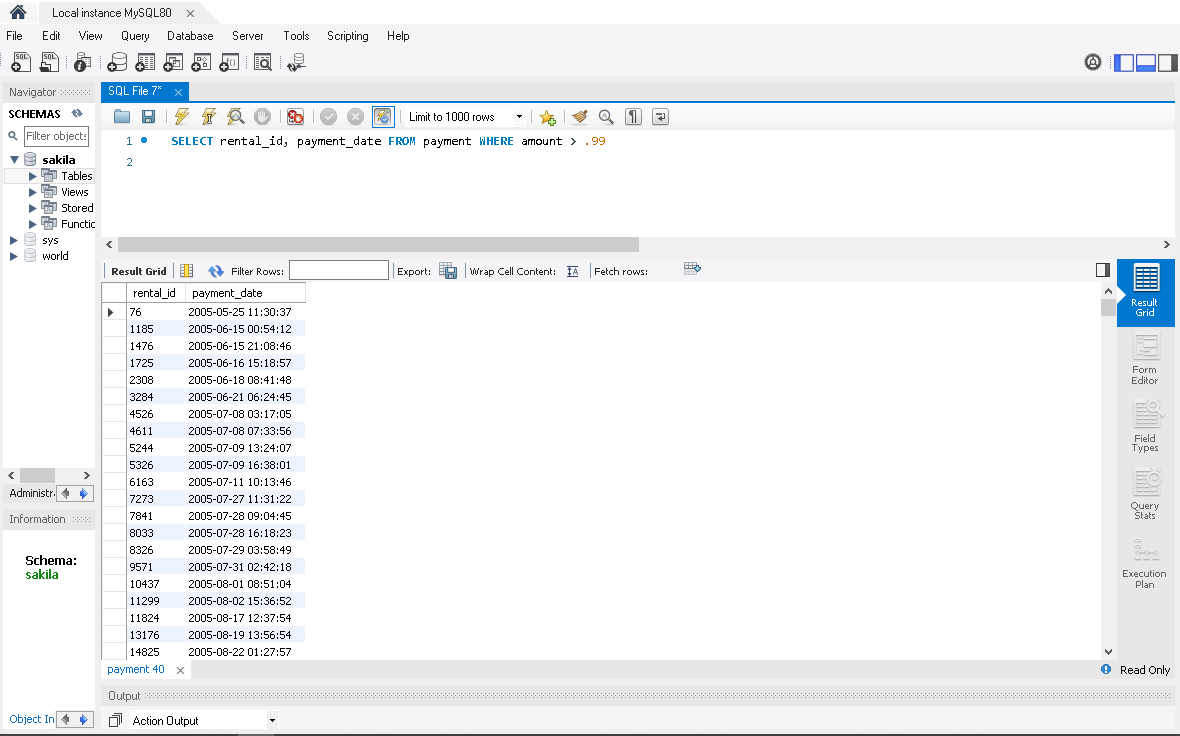 Local instance MySQL80
File Edit View Query Database Server Tools Scripting Help
Navigator
SCHEMAS
Filter objects
sakila
Tables
Views
Stored
Functic
sys
world
Administr
Information
Schema:
sakila
Object In
SQL File 7*
Limit to 1000 rows
1 SELECT rental_id, payment_date FROM payment WHERE amount > .99
2
Result Grid Filter Rows: Export: Wrap Cell Content: Fetch rows:
rental_id payment_date
76 2005-05-25 11:30:37
1185 2005-06-15 00:54:12
1476 2005-06-15 21:08:46
1725 2005-06-16 15:18:57
2308 2005-06-18 08:41:48
3284 2005-06-21 06:24:45
4526 2005-07-08 03:17:05
4611 2005-07-08 07:33:56
5244 2005-07-09 13:24:07
5326 2005-07-09 16:38:01
6163 2005-07-11 10:13:46
7273 2005-07-27 11:31:22
7841 2005-07-28 09:04:45
8033 2005-07-28 16:18:23
8326 2005-07-29 03:58:49
9571 2005-07-31 02:42:18
10437 2005-08-01 08:51:04
11299 2005-08-02 15:36:52
11824 2005-08-17 12:37:54
13176 2005-08-19 13:56:54
14825 2005-08-22 01:27:57
Result
Grid
Form
Editor
Field
Types
Query
Stats
Execution
Plan
payment 40
Read Only
Output
Action Output